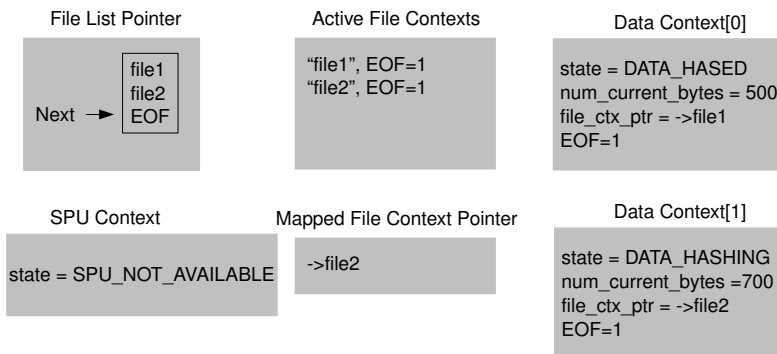 File List Pointer
file1
file2
Next
EOF
Active File Contexts
“file1”, EOF=1
“file2”, EOF=1
Data Context[0]
state = DATA_HASED
num_current_bytes = 500
file_ctx_ptr = ->file1
EOF=1
SPU Context
state = SPU_NOT_AVAILABLE
Mapped File Context Pointer
->file2
Data Context[1]
state = DATA_HASHING
num_current_bytes =700
file_ctx_ptr = ->file2
EOF=1